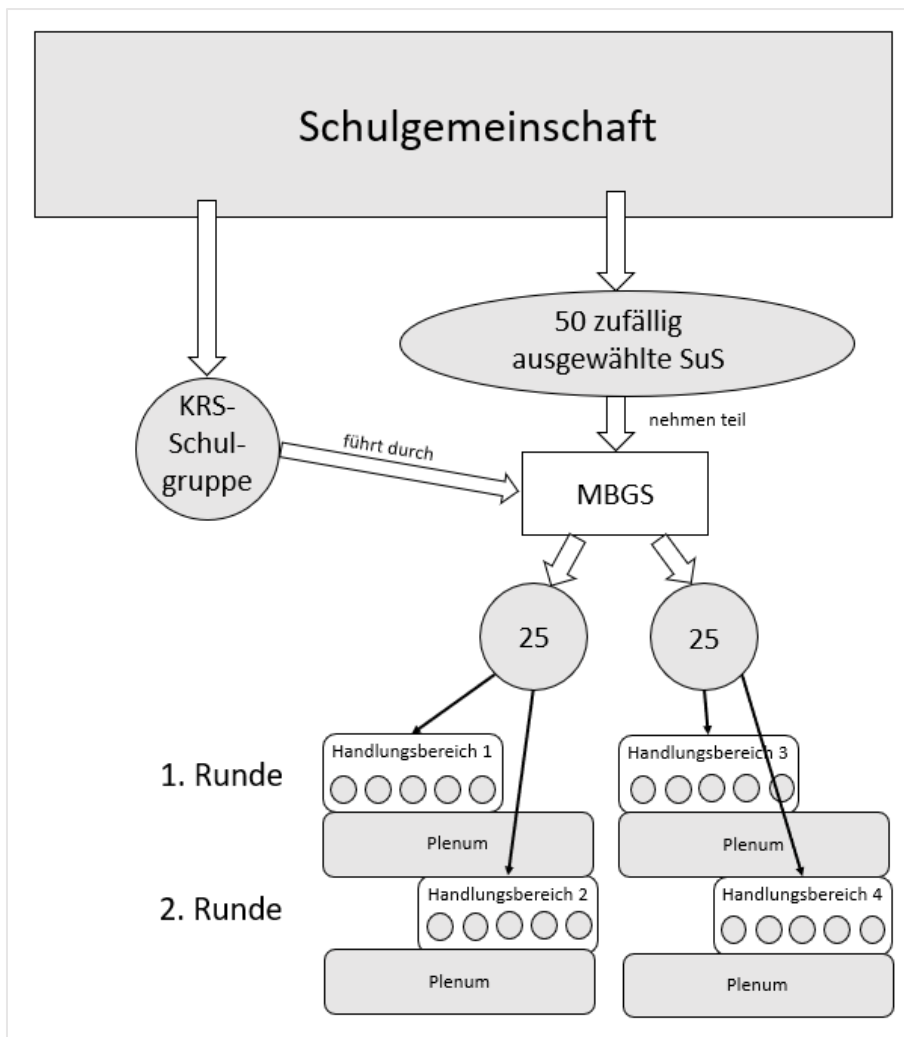 Schulgemeinschaft
50 zufällig
ausgewählte SuS
KRS-
Schul-
gruppe
führt durch
nehmen teil
MBGS
25
25
1. Runde
Handlungsbereich 1
Handlungsbereich 3
Plenum
Plenum
2. Runde
Handlungsbereich 2
Handlungsbereich 4
Plenum
Plenum